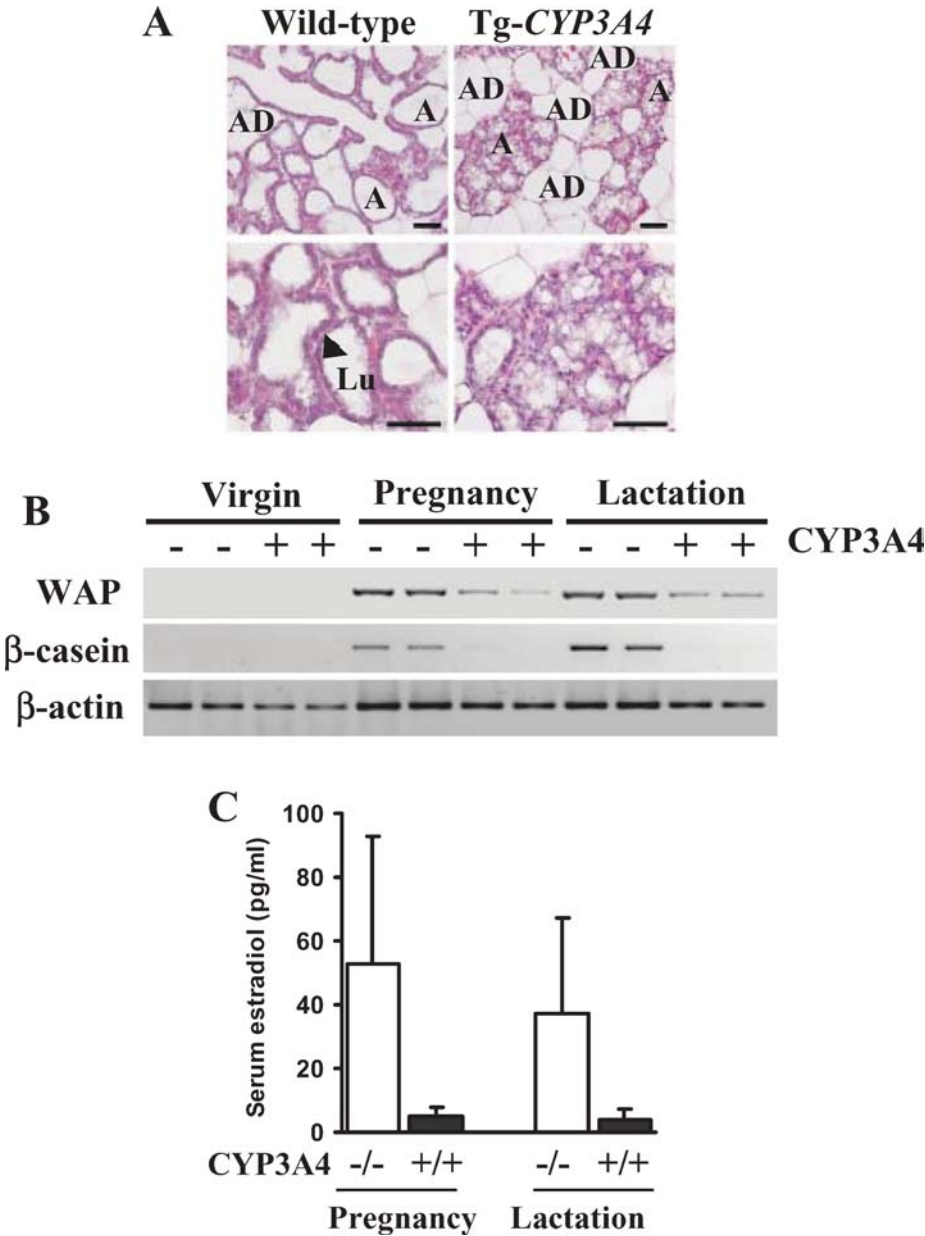 A
Wild-type Tg-CYP3A4
AD A A
AD AD AD A A AD
Lu
B
Virgin Pregnancy Lactation
- - + + - - + + - - + + CYP3A4
WAP
β-casein
β-actin
C
Serum estradiol (pg/ml)
100
80
60
40
20
0
CYP3A4 -/- +/+ -/- +/+
Pregnancy Lactation